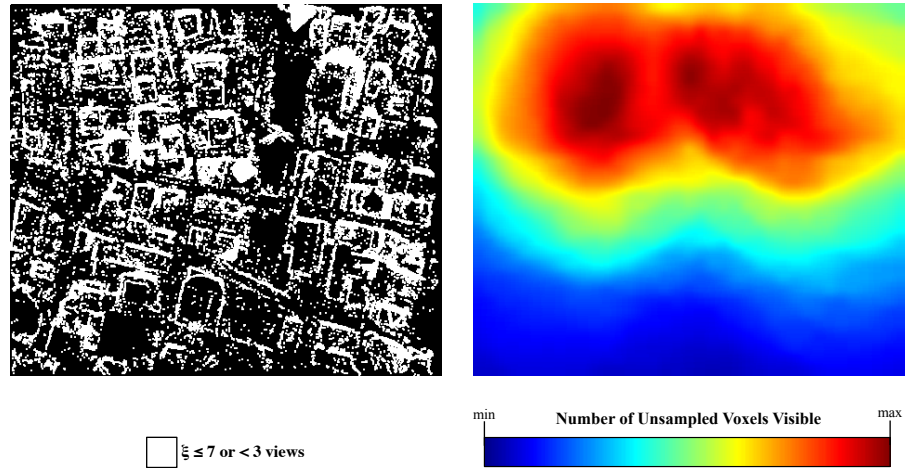 ξ ≤ 7 or < 3 views
min
Number of Unsampled Voxels Visible
max